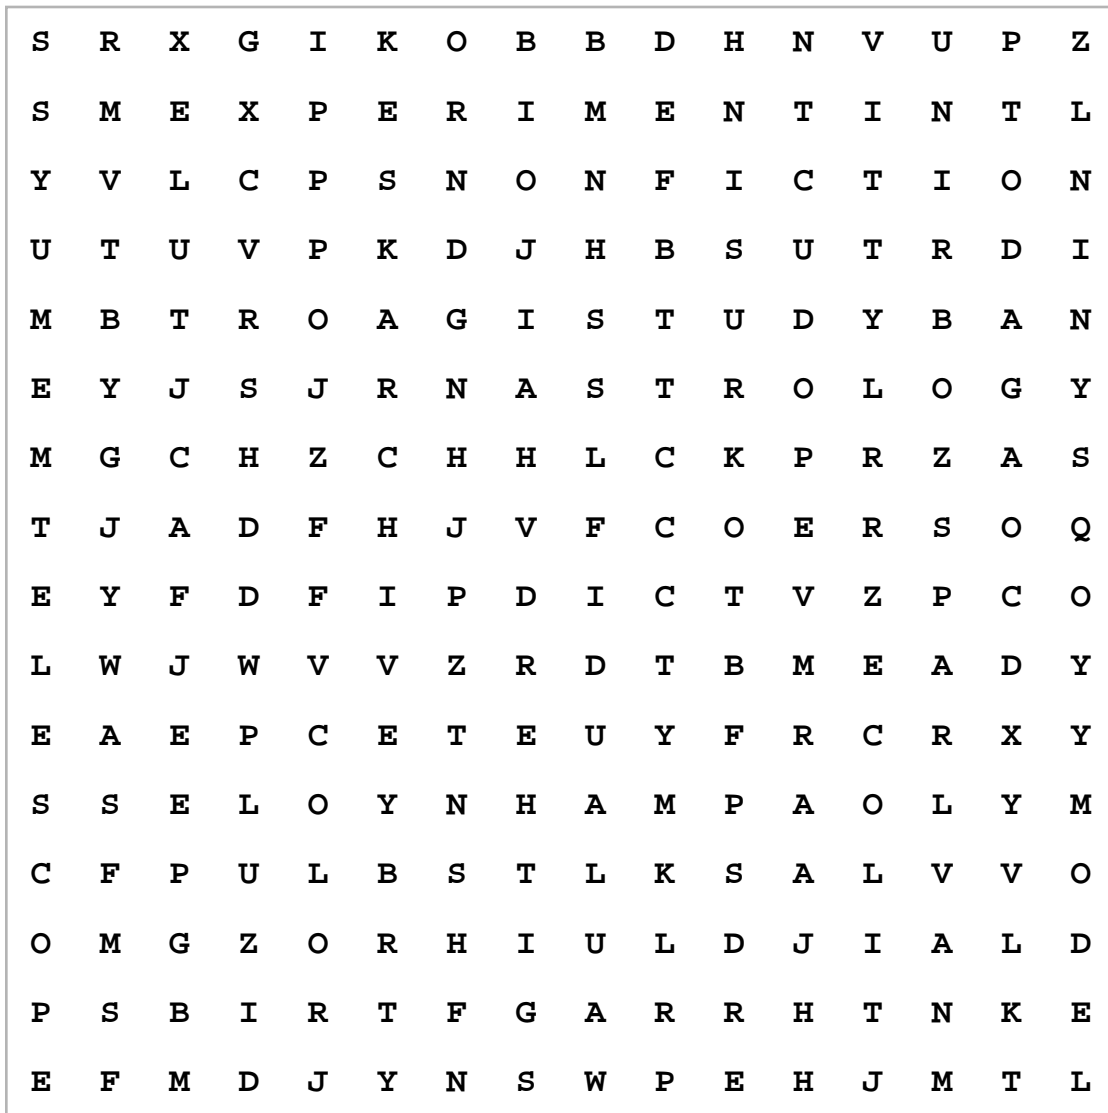 S R X G I K O B B D H N V U P Z
S M E X P E R I M E N T I N T L
Y V L C P S N O N F I C T I O N
U T U V P K D J H B S U T R D I
M B T R O A G I S T U D Y B A N
E Y J S J R N A S T R O L O G Y
M G C H Z C H H L C K P R Z A S
T J A D F H J V F C O E R S O Q
E Y F D F I P D I C T V Z P C O
L W J W V V Z R D T B M E A D Y
E A E P C E T E U Y F R C R X Y
S S E L O Y N H A M P A O L Y M
C F P U L B S T L K S A L V V O
O M G Z O R H I U L D J I A L D
P S B I R T F G A R R H T N K E
E F M D J Y N S W P E H J M T L